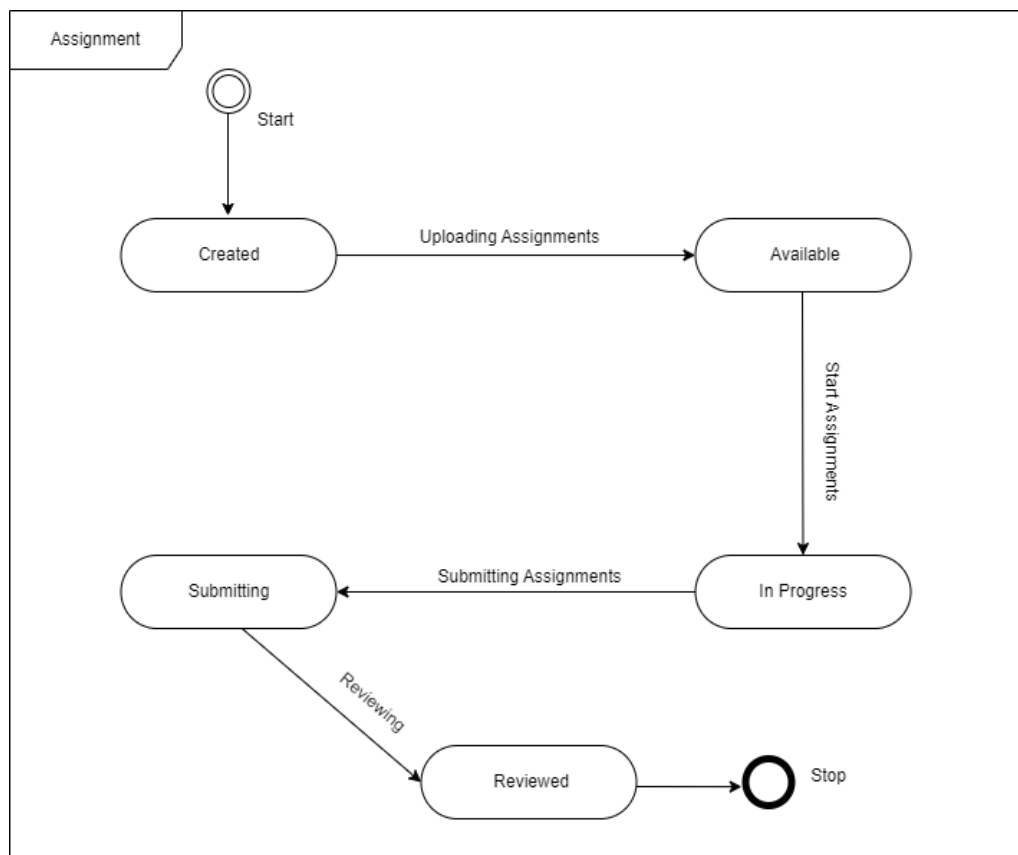 Assignment
Start
Created
Uploading Assignments
Available
Start Assignments
In Progress
Submitting Assignments
Submitting
Reviewing
Reviewed
Stop